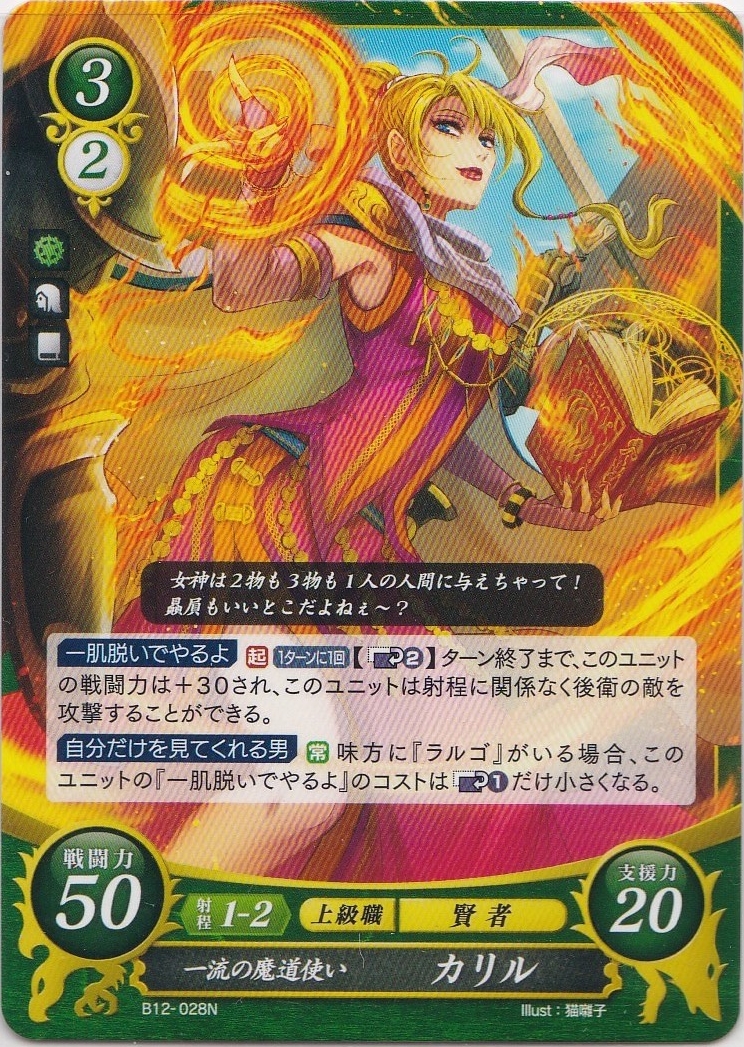 3
2
女神は2物も3物も1人の人間に与えちゃって!
贔屓もいいとこだよねぇ~?
一肌脱いでやるよ 起 1ターンに1回【 2】ターン終了まで、このユニット
の戦闘力は+30され、このユニットは射程に関係なく後衛の敵を
攻撃することができる。
自分だけを見てくれる男 常 味方に『ラルゴ』がいる場合、この
ユニットの『一肌脱いでやるよ』のコストは 1だけ小さくなる。
戦闘力
50
射程 1-2
上級職
賢者
支援力
20
一流の魔道使い カリル
B12-028N
Illust:猫囃子